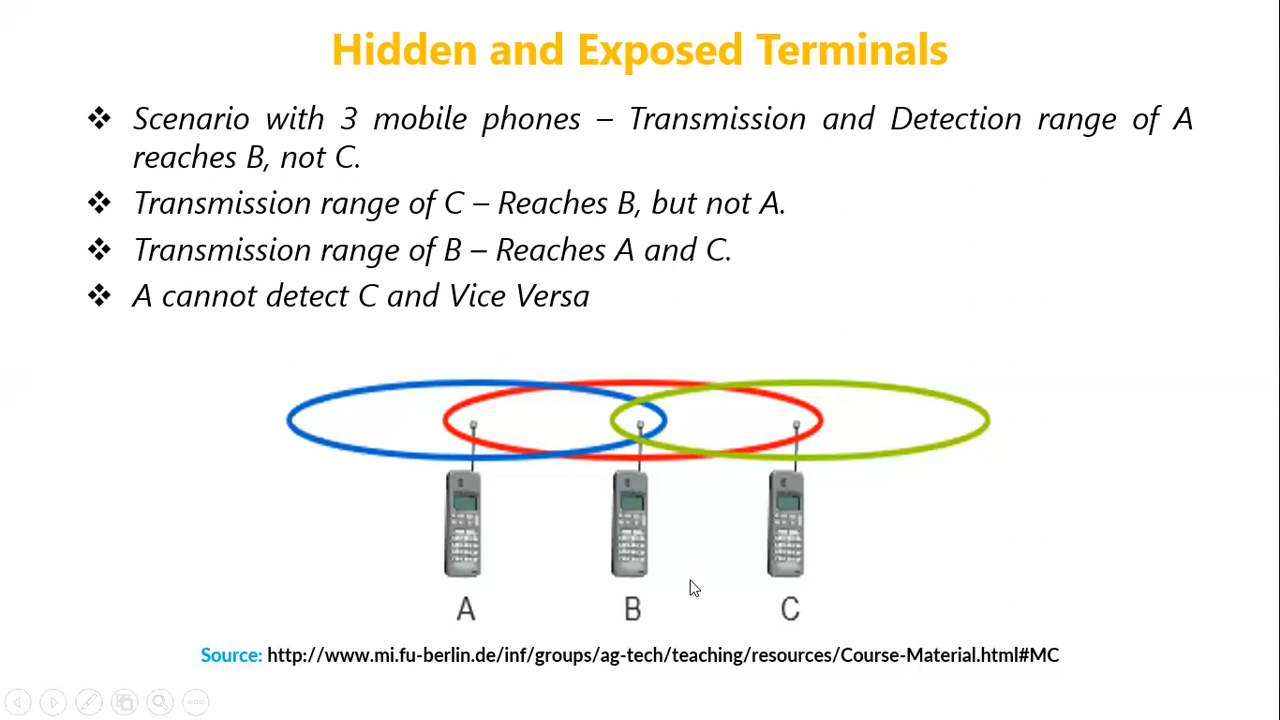 Hidden and Exposed Terminals
❖ Scenario with 3 mobile phones – Transmission and Detection range of A
reaches B, not C.
❖ Transmission range of C – Reaches B, but not A.
❖ Transmission range of B – Reaches A and C.
❖ A cannot detect C and Vice Versa
A B C
Source: http://www.mi.fu-berlin.de/inf/groups/ag-tech/teaching/resources/Course-Material.html#MC